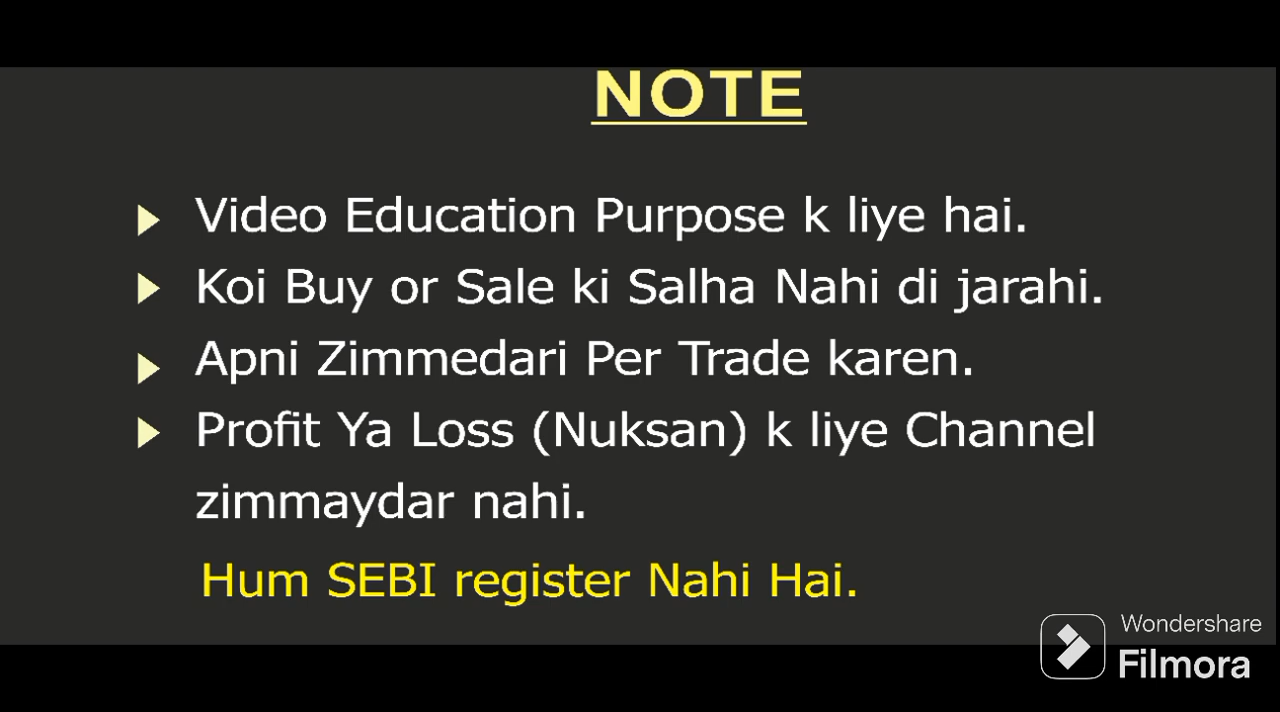 NOTE
Video Education Purpose k liye hai.
Koi Buy or Sale ki Salha Nahi di jarahi.
Apni Zimmedari Per Trade karen.
Profit Ya Loss (Nuksan) k liye Channel
zimmaydar nahi.
Hum SEBI register Nahi Hai.
Wondershare
Filmora